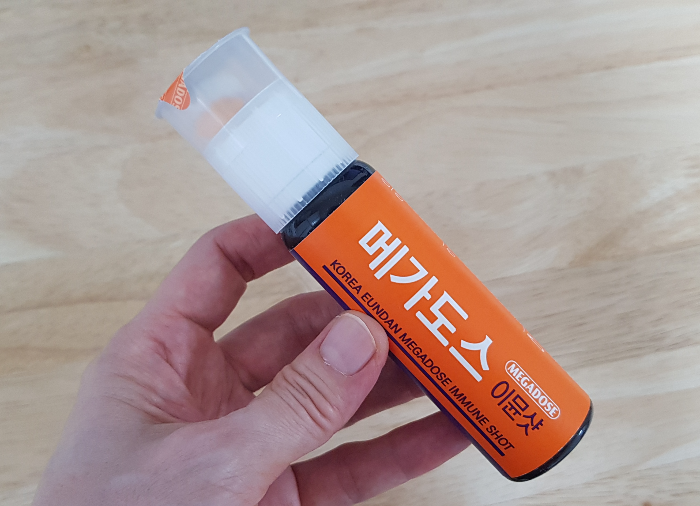 메가도스
MEGADOSE
이뮨샷
KOREA EUNDAN MEGADOSE IMMUNE SHOT